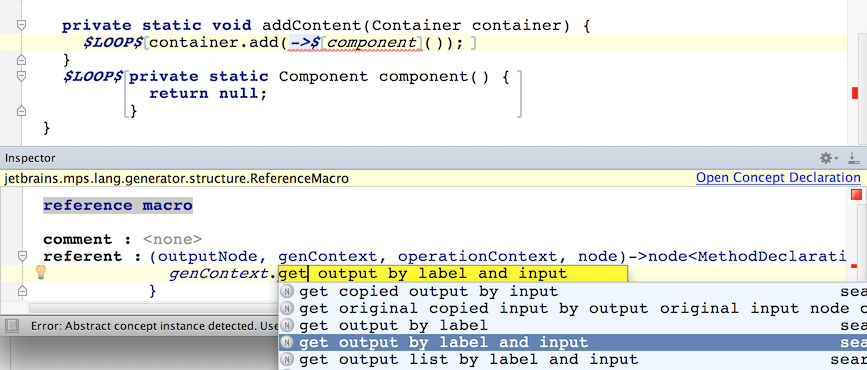 private static void addContent(Container container) {
$LOOP$[container.add(->$[component]()); ]
}
$LOOP$[private static Component component() {
return null;
}]
}
Inspector
jetbrains.mps.lang.generator.structure.ReferenceMacro Open Concept Declaration
reference macro
comment : <none>
referent : (outputNode, genContext, operationContext, node)->node<MethodDeclarati
genContext.get output by label and input
}
N get copied output by input sea
N get original copied input by output original input node o
N get output by label sea
N get output by label and input sea
N get output list by label and input sear
Error: Abstract concept instance detected. Use